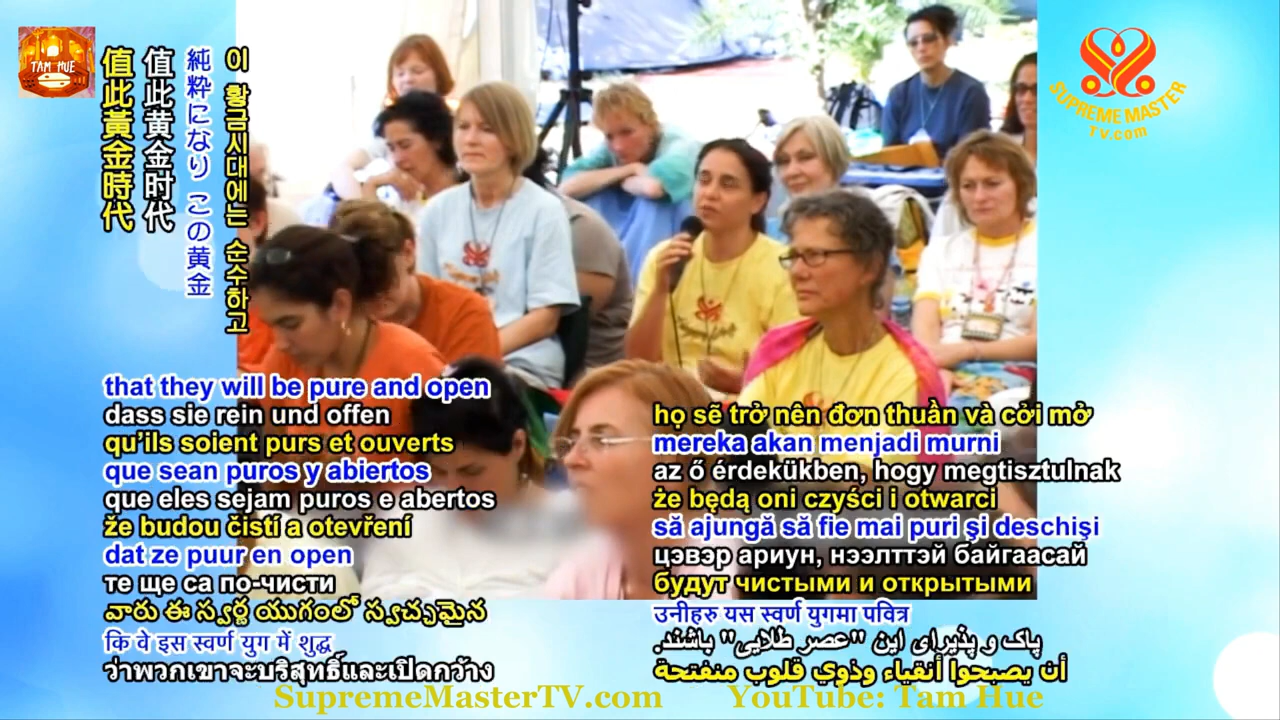 TAM HUE
值此黃金時代
值此黄金时代
純粋になり この黄金
이 황금시대에는 순수하고
SUPREME MASTER
TV.com
that they will be pure and open
dass sie rein und offen
qu'ils soient purs et ouverts
que sean puros y abiertos
que eles sejam puros e abertos
že budou čistí a otevření
dat ze puur en open
те ще са по-чисти
వారు ఈ స్వర్ణ యుగంలో స్వచ్ఛమైన
कि वे इस स्वर्ण युग में शुद्ध
ว่าพวกเขาจะบริสุทธิ์และเปิดกว้าง
họ sẽ trở nên đơn thuần và cởi mở
mereka akan menjadi murni
az ő érdekükben, hogy megtisztulnak
że będą oni czyści i otwarci
să ajungă să fie mai puri şi deschişi
цэвэр ариун, нээлттэй байгаасай
будут чистыми и открытыми
उनीहरु यस स्वर्ण युगमा पवित्र
پاک و پذیرای این "عصر طلایی" باشند.
أن يصبحوا أنقياء وذوي قلوب منفتحة
SupremeMasterTV.com
YouTube: Tam Hue